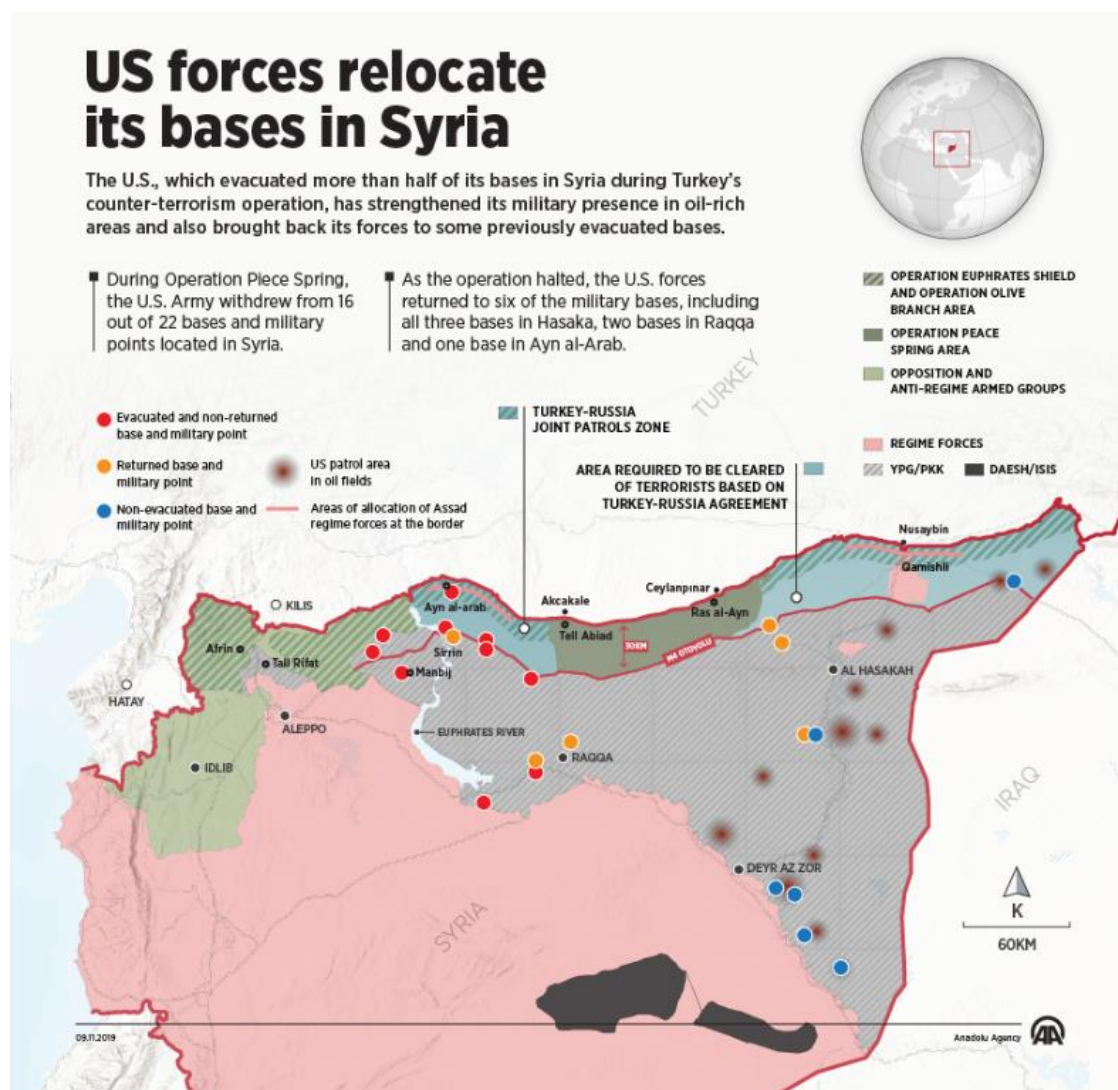 US forces relocate
its bases in Syria
The U.S., which evacuated more than half of its bases in Syria during Turkey's
counter-terrorism operation, has strengthened its military presence in oil-rich
areas and also brought back its forces to some previously evacuated bases.
During Operation Piece Spring,
the U.S. Army withdrew from 16
out of 22 bases and military
points located in Syria.
As the operation halted, the U.S. forces
returned to six of the military bases, including
all three bases in Hasaka, two bases in Raqqa
and one base in Ayn al-Arab.
OPERATION EUPHRATES SHIELD
AND OPERATION OLIVE
BRANCH AREA
OPERATION PEACE
SPRING AREA
OPPOSITION AND
ANTI-REGIME ARMED GROUPS
REGIME FORCES
YPG/PKK
DAESH/ISIS
Evacuated and non-returned
base and military point
Returned base and
military point
Non-evacuated base and
military point
US patrol area
in oil fields
Areas of allocation of Assad
regime forces at the border
TURKEY-RUSSIA
JOINT PATROLS ZONE
AREA REQUIRED TO BE CLEARED
OF TERRORISTS BASED ON
TURKEY-RUSSIA AGREEMENT
TURKEY
Nusaybin
Qamishli
Ceylanpınar
Ras al-Ayn
Akcakale
Tell Abiad
Ayn al-arab
KILIS
Afrin
Tall Rifat
Sirrin
Manbij
30KM
M4 OTOYOLU
HATAY
ALEPPO
AL HASAKAH
EUPHRATES RIVER
IDLIB
RAQQA
IRAQ
DEYR AZ ZOR
SYRIA
K
60KM
09.11.2019
Anadolu Agency
AA